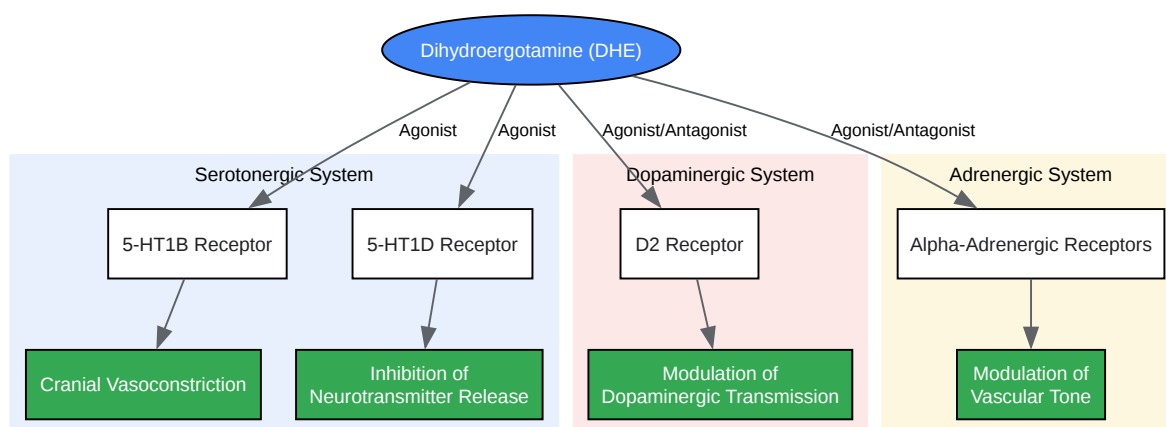 Dihydroergotamine (DHE)
Agonist
Agonist
Agonist/Antagonist
Agonist/Antagonist
Serotonergic System
Dopaminergic System
Adrenergic System
5-HT1B Receptor
5-HT1D Receptor
D2 Receptor
Alpha-Adrenergic Receptors
Cranial Vasoconstriction
Inhibition of
Neurotransmitter Release
Modulation of
Dopaminergic Transmission
Modulation of
Vascular Tone